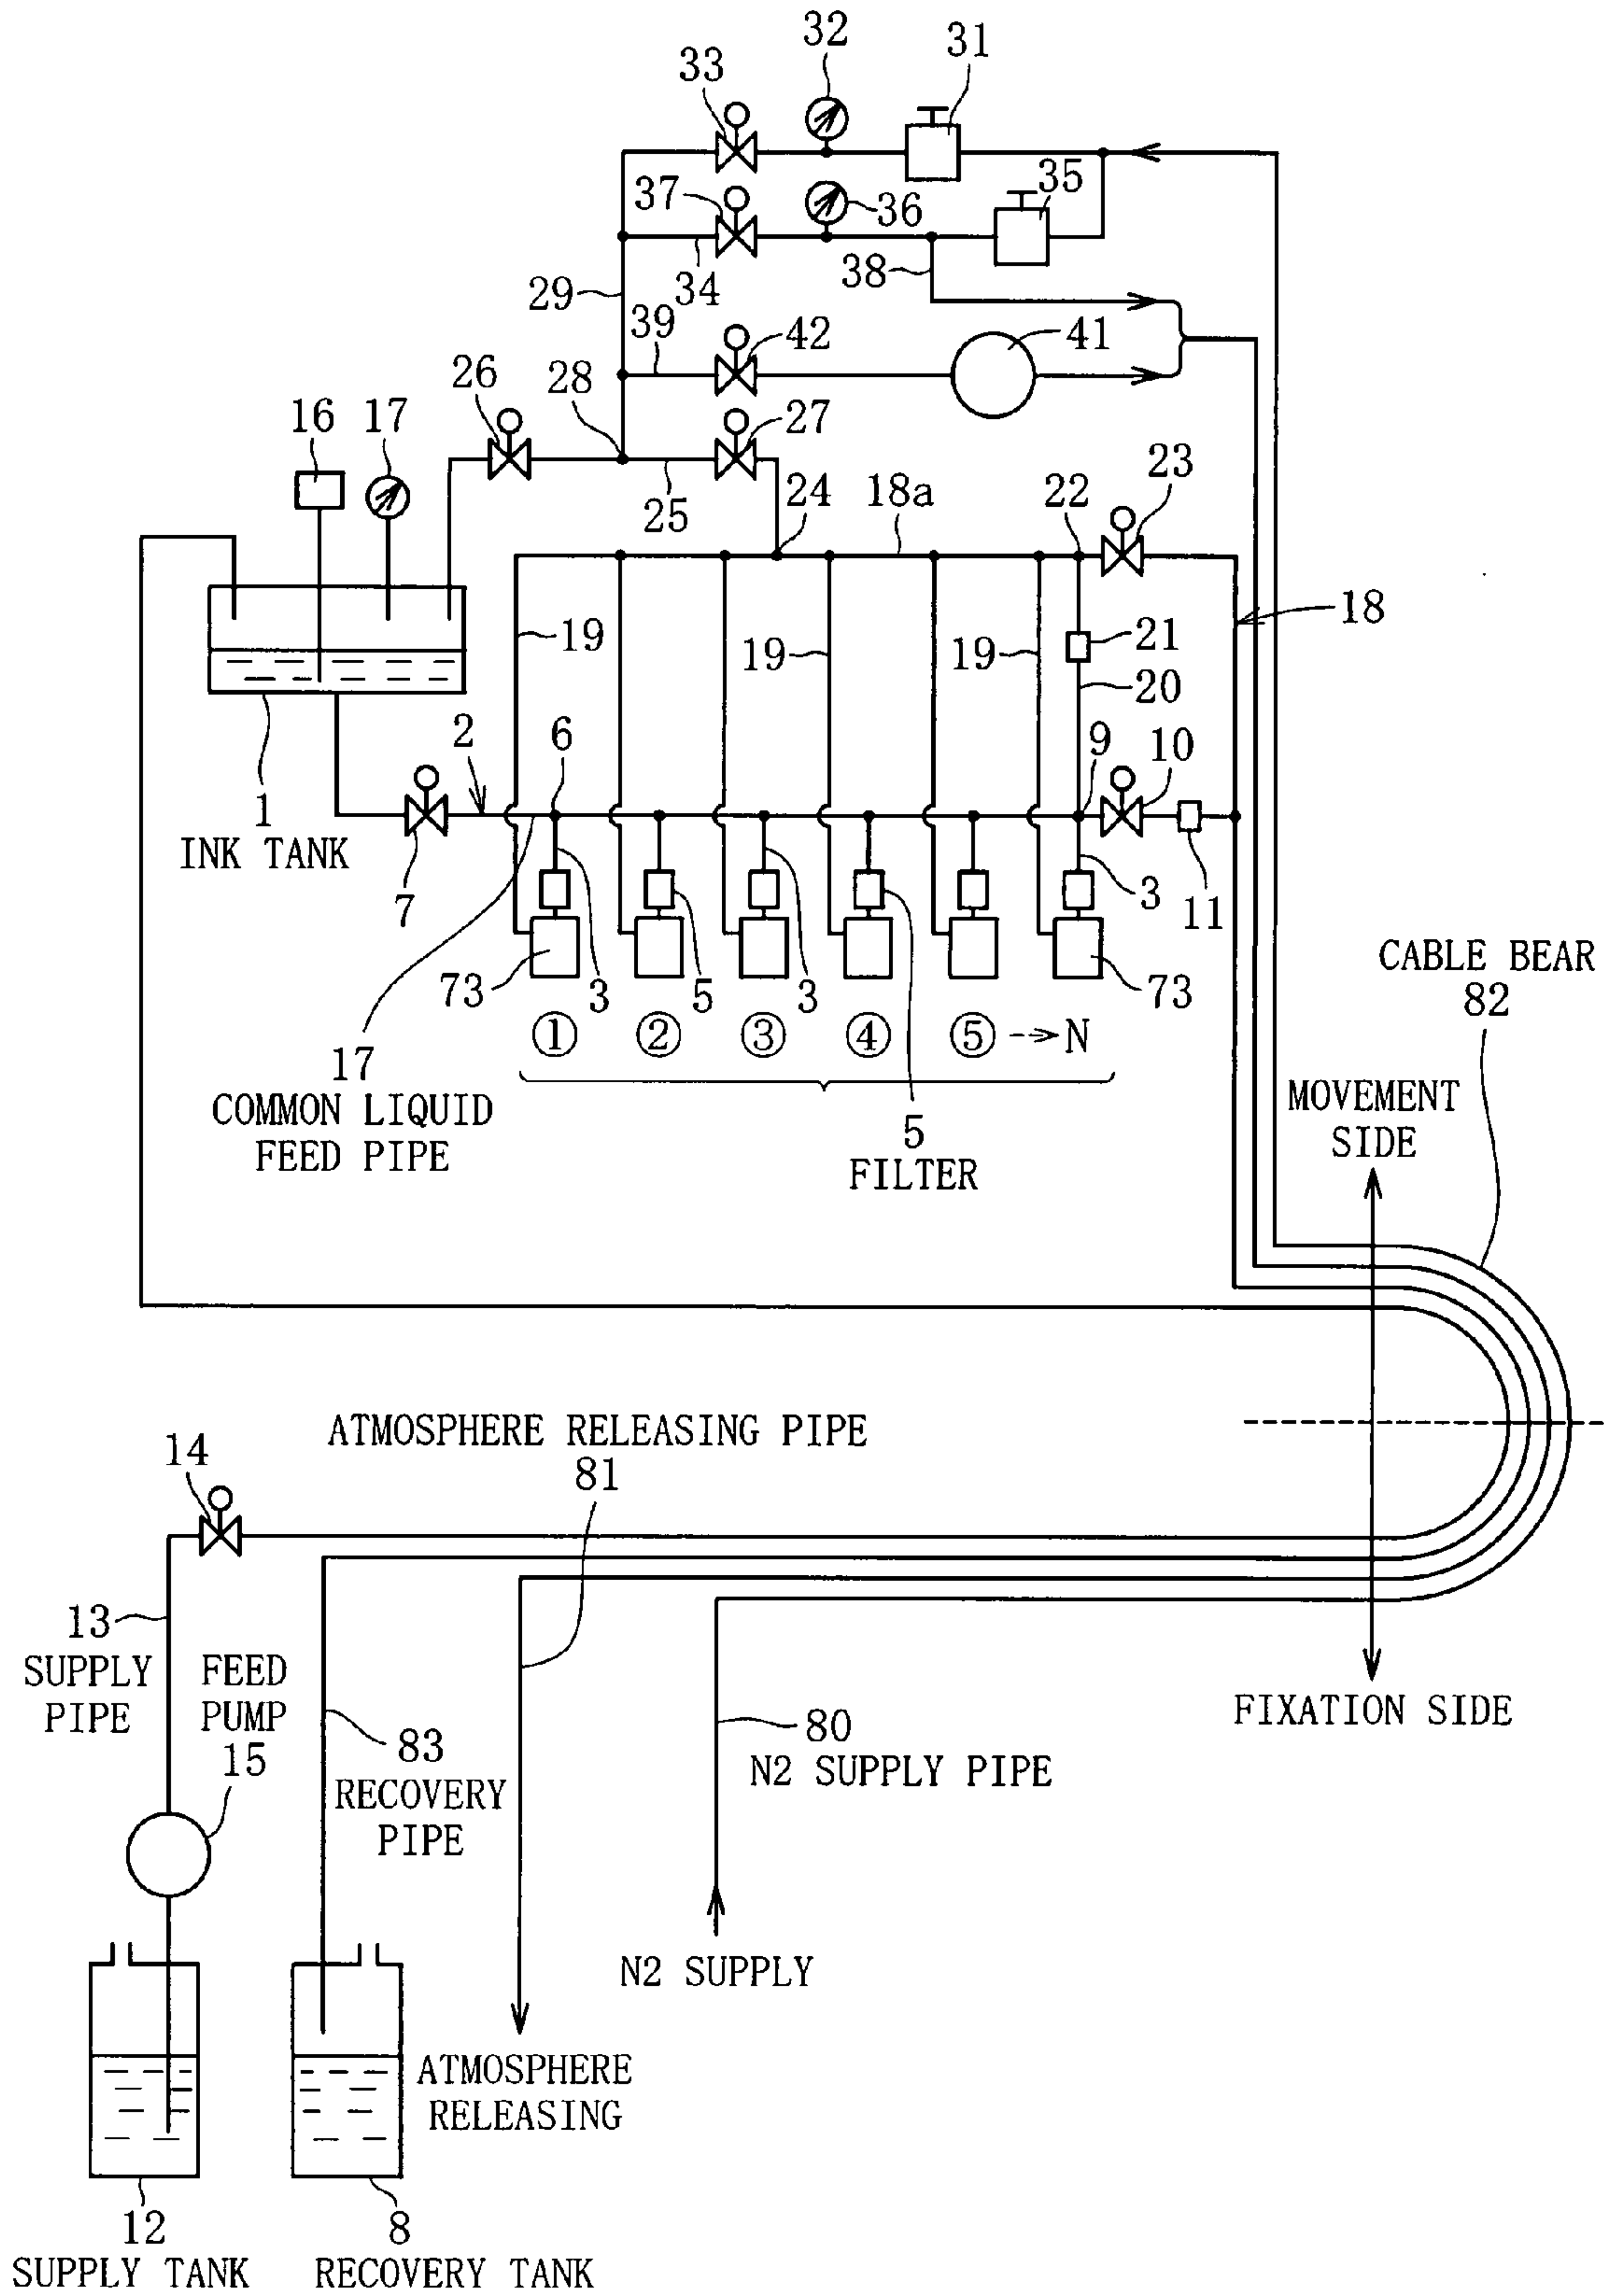 32
31
33
35
37
36
38
34
29
39
42
41
26
28
16
17
27
23
24
18a
22
25
18
19
19
19
21
20
2
6
9
10
1
INK TANK
7
3
11
73
3
5
3
73
① ② ③ ④ ⑤ --→ N
17
COMMON LIQUID
FEED PIPE
5
FILTER
CABLE BEAR
82
MOVEMENT
SIDE
ATMOSPHERE RELEASING PIPE
81
14
13
SUPPLY
PIPE
FEED
PUMP
15
83
RECOVERY
PIPE
80
N2 SUPPLY PIPE
FIXATION SIDE
N2 SUPPLY
ATMOSPHERE
RELEASING
12
SUPPLY TANK
8
RECOVERY TANK